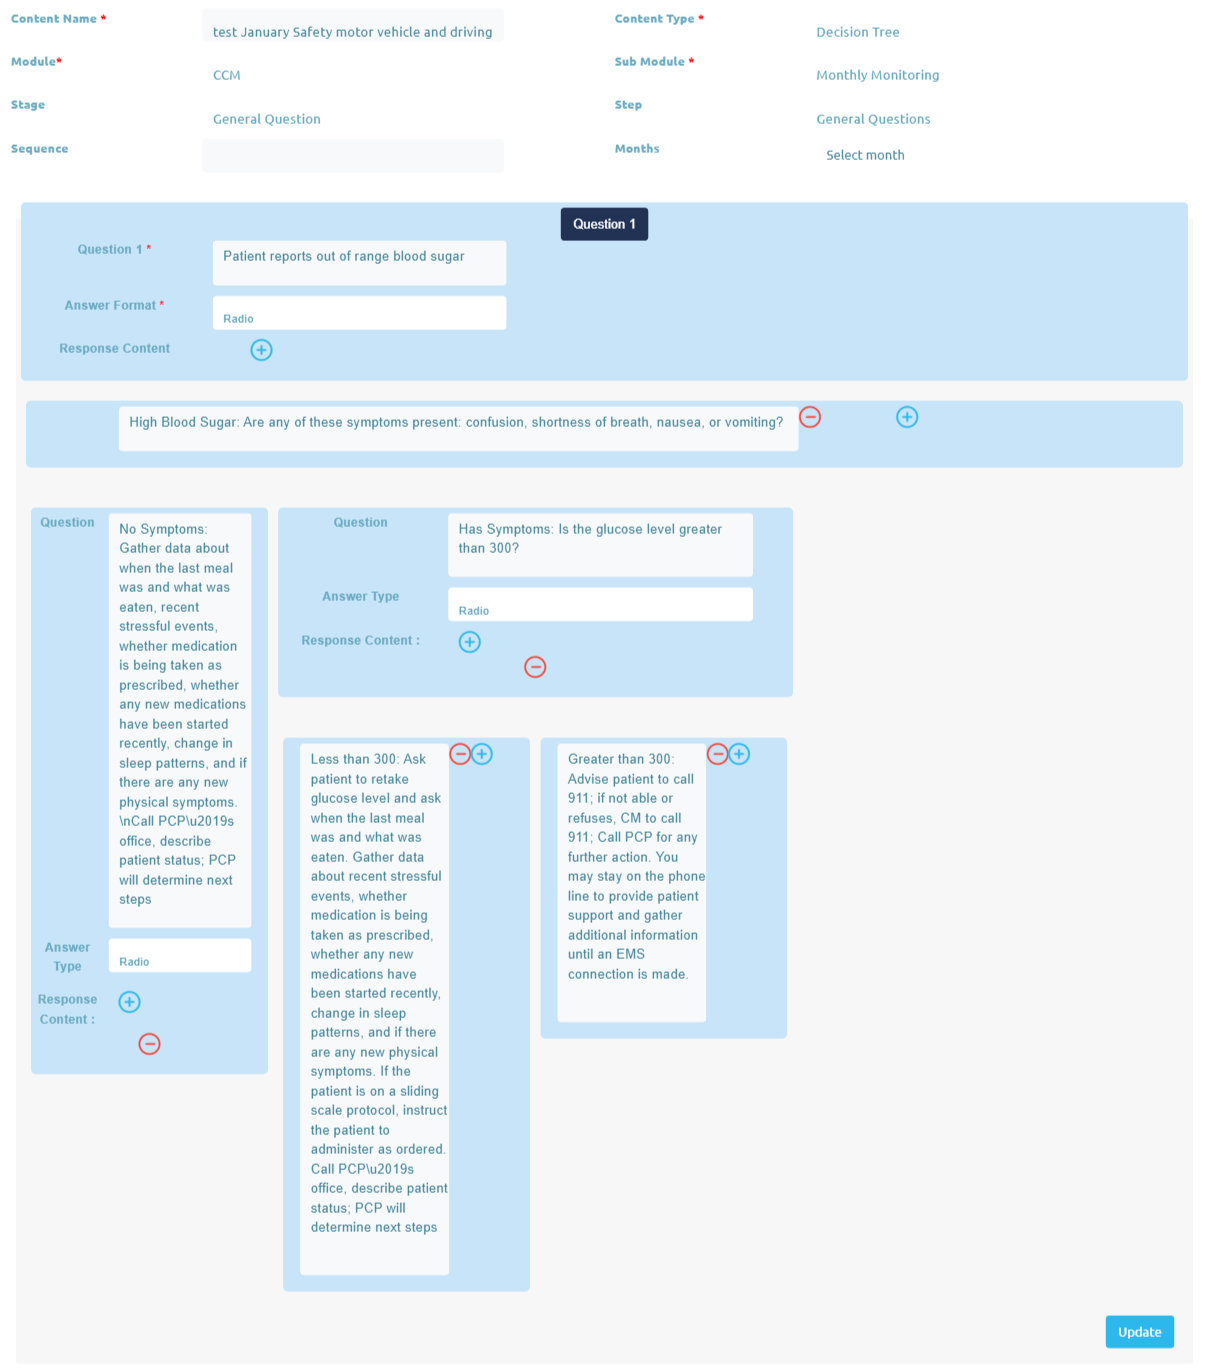 Content Name *
test January Safety motor vehicle and driving
Content Type *
Decision Tree
Module*
CCM
Sub Module *
Monthly Monitoring
Stage
General Question
Step
General Questions
Sequence
Months
Select month
Question 1
Question 1 *
Patient reports out of range blood sugar
Answer Format *
Radio
Response Content
High Blood Sugar: Are any of these symptoms present: confusion, shortness of breath, nausea, or vomiting?
Question
No Symptoms:
Gather data about
when the last meal
was and what was
eaten, recent
stressful events,
whether medication
is being taken as
prescribed, whether
any new medications
have been started
recently, change in
sleep patterns, and if
there are any new
physical symptoms.
\nCall PCP\u2019s
office, describe
patient status; PCP
will determine next
steps
Answer
Type
Radio
Response
Content :
Question
Has Symptoms: Is the glucose level greater
than 300?
Answer Type
Radio
Response Content :
Less than 300: Ask
patient to retake
glucose level and ask
when the last meal
was and what was
eaten. Gather data
about recent stressful
events, whether
medication is being
taken as prescribed,
whether any new
medications have
been started recently,
change in sleep
patterns, and if there
are any new physical
symptoms. If the
patient is on a sliding
scale protocol, instruct
the patient to
administer as ordered.
Call PCP\u2019s
office, describe patient
status; PCP will
determine next steps
Greater than 300:
Advise patient to call
911; if not able or
refuses, CM to call
911; Call PCP for any
further action. You
may stay on the phone
line to provide patient
support and gather
additional information
until an EMS
connection is made.
Update